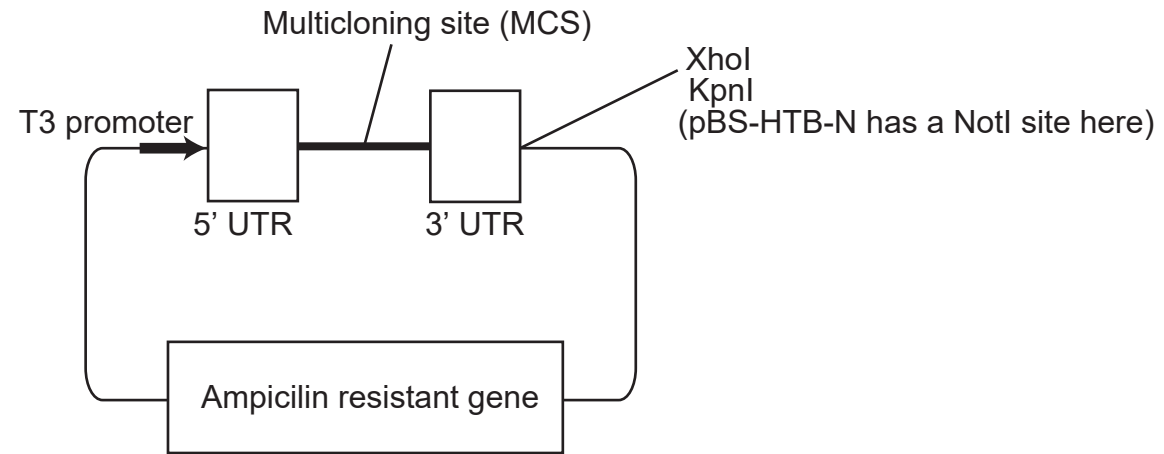 Multicloning site (MCS)
XhoI
KpnI
(pBS-HTB-N has a NotI site here)
T3 promoter
5’ UTR
3’ UTR
Ampicilin resistant gene